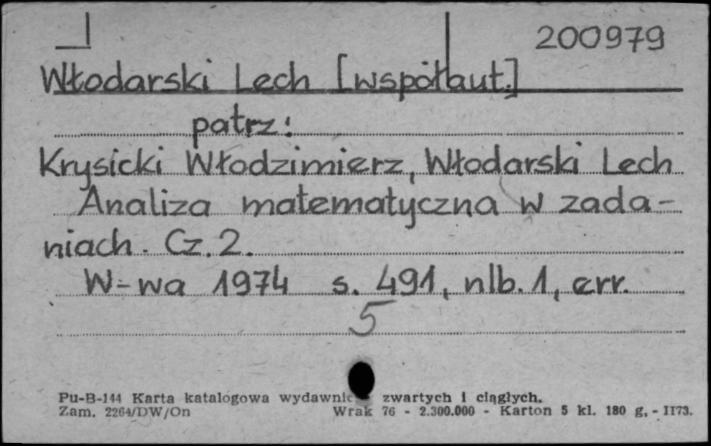 200979
Włodarski Lech [współaut.]
patrz:
Krysicki Włodzimierz, Włodarski Lech
Analiza matematyczna w zada-
niach. Cz. 2.
W-wa 1974 s. 491, nlb. 1, err.
5
Pu-B-144 Karta katalogowa wydawnic zwartych i ciągłych.
Zam. 2264/DW/On Wrak 76 - 2.300.000 - Karton 5 kl. 180 g. - II73.